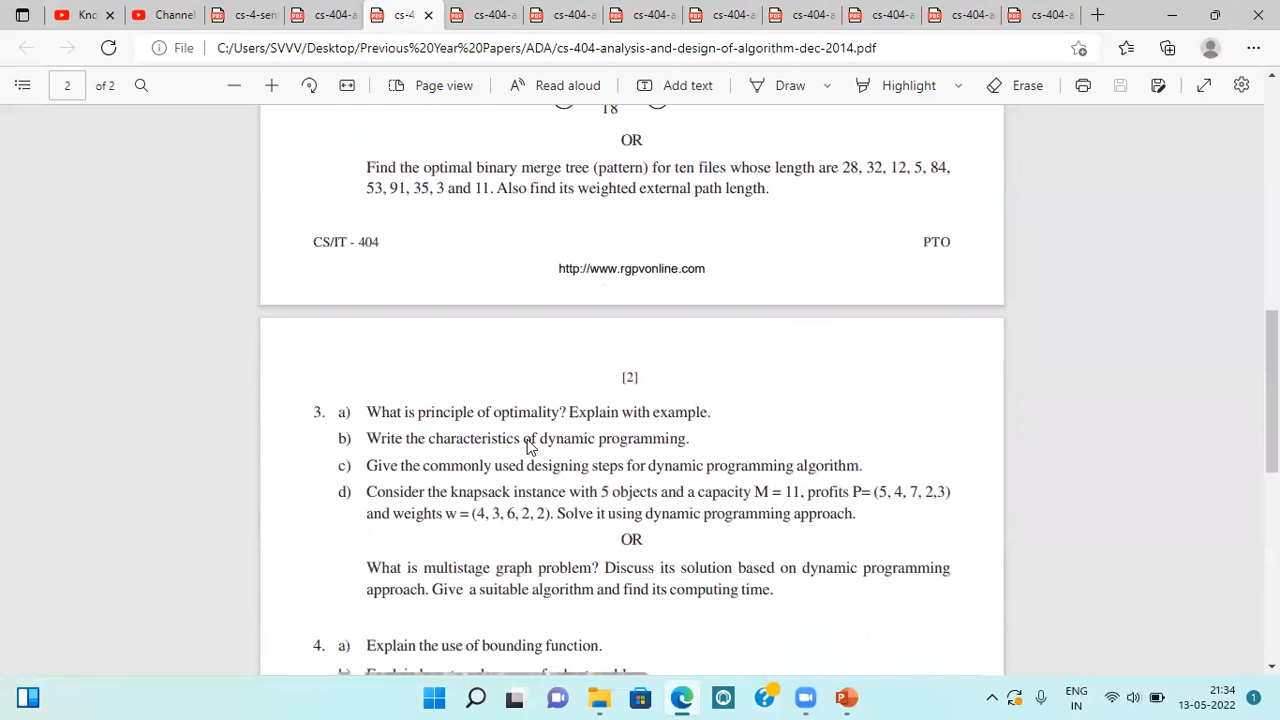 Knc
Channel
cs-4-sem
cs-404-a
cs-4
cs-404-a
cs-404-a
cs-404-a
cs-404-a
cs-404-a
cs-404-a
cs-404-a
File
C:/Users/SVVV/Desktop/Previous%20Year%20Papers/ADA/cs-404-analysis-and-design-of-algorithm-dec-2014.pdf
2 of 2
Page view
Read aloud
Add text
Draw
Highlight
Erase
18
OR
Find the optimal binary merge tree (pattern) for ten files whose length are 28, 32, 12, 5, 84,
53, 91, 35, 3 and 11. Also find its weighted external path length.
CS/IT - 404 PTO
http://www.rgpvonline.com
[2]
3. a) What is principle of optimality? Explain with example.
b) Write the characteristics of dynamic programming.
c) Give the commonly used designing steps for dynamic programming algorithm.
d) Consider the knapsack instance with 5 objects and a capacity M = 11, profits P= (5, 4, 7, 2,3)
and weights w = (4, 3, 6, 2, 2). Solve it using dynamic programming approach.
OR
What is multistage graph problem? Discuss its solution based on dynamic programming
approach. Give a suitable algorithm and find its computing time.
4. a) Explain the use of bounding function.
ENG
IN
21:34
13-05-2022
1